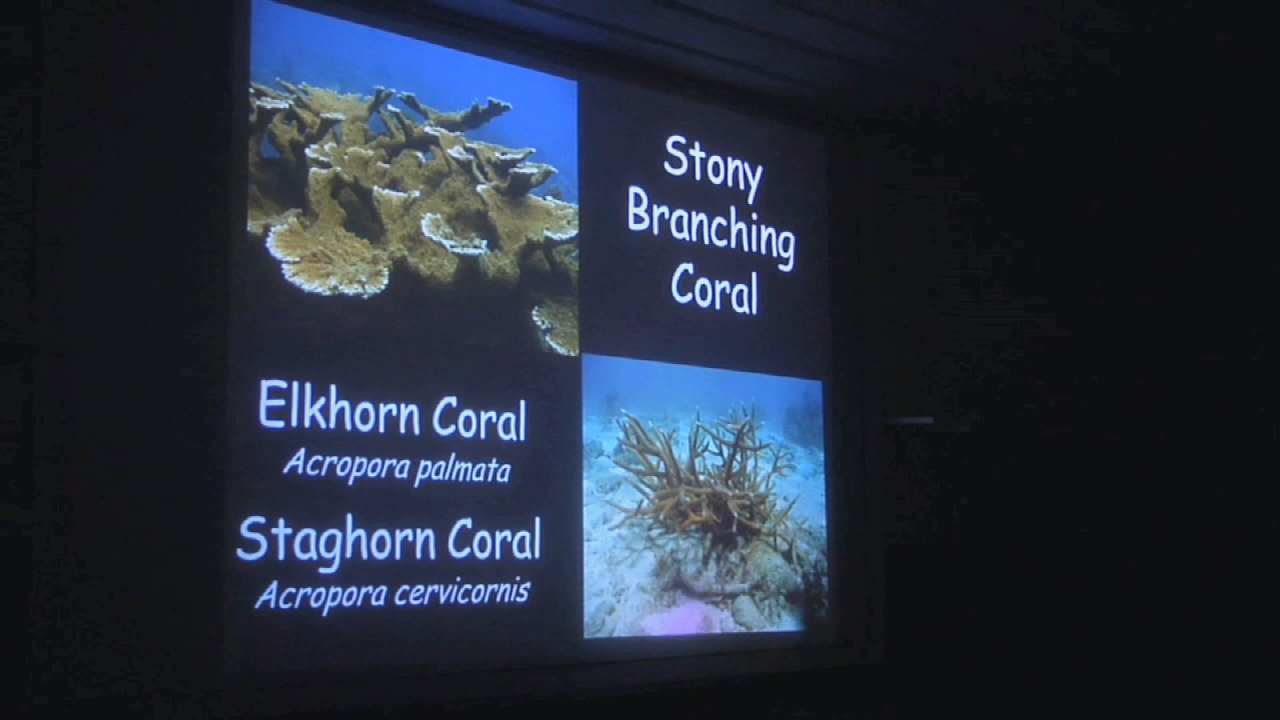 Stony
Branching
Coral
Elkhorn Coral
Acropora palmata
Staghorn Coral
Acropora cervicornis